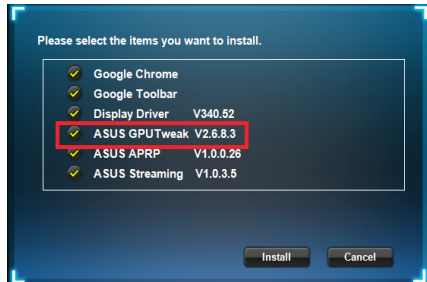 Please select the items you want to install.
Google Chrome
Google Toolbar
Display Driver V340.52
ASUS GPUTweak V2.6.8.3
ASUS APRP V1.0.0.26
ASUS Streaming V1.0.3.5
Install Cancel